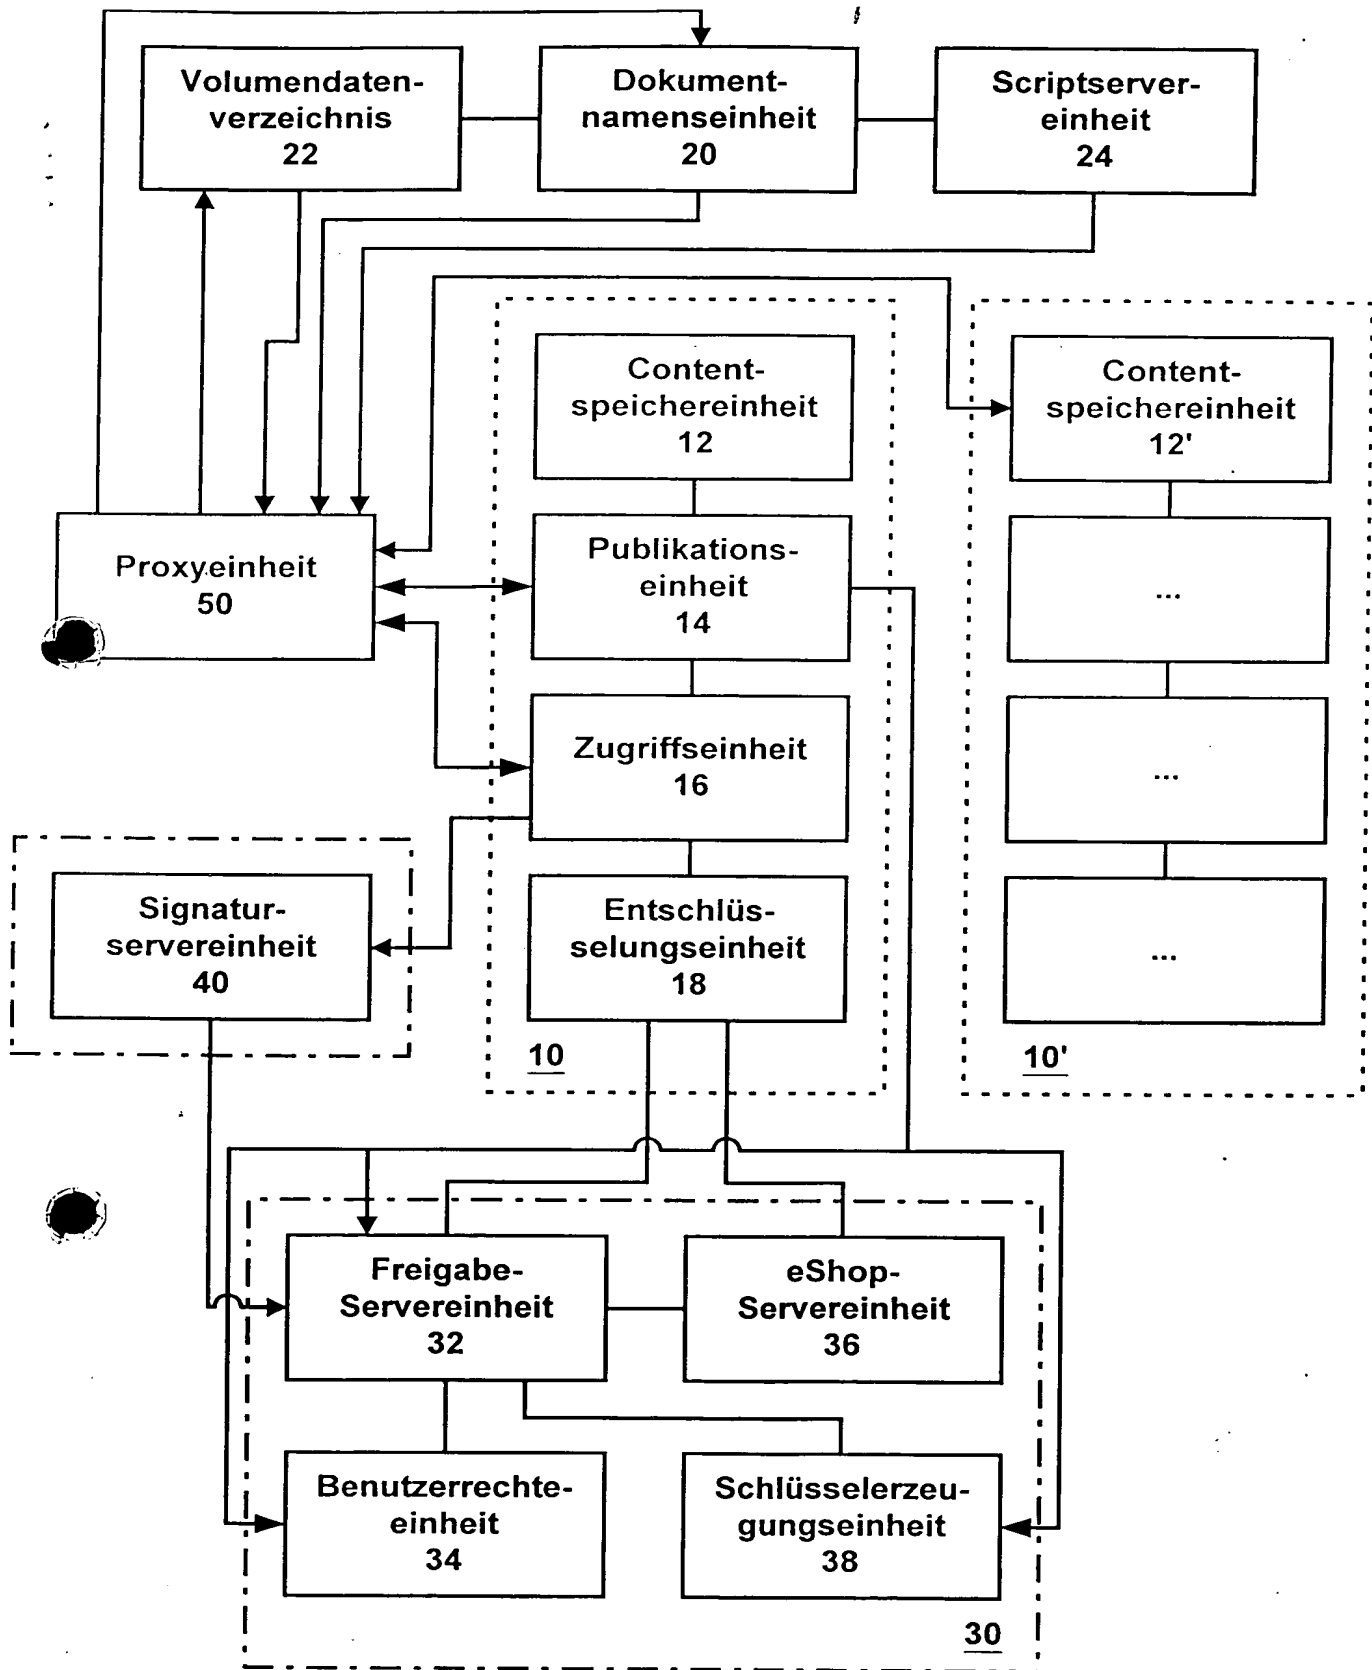 Volumendaten-
verzeichnis
22
Dokument-
namenseinheit
20
Scriptserver-
einheit
24
Content-
speichereinheit
12
Content-
speichereinheit
12'
Proxyeinheit
50
Publikations-
einheit
14
...
Zugriffseinheit
16
...
Signatur-
servereinheit
40
Entschlüs-
selungseinheit
18
...
10
10'
Freigabe-
Servereinheit
32
eShop-
Servereinheit
36
Benutzerrechte-
einheit
34
Schlüsselerzeu-
gungseinheit
38
30